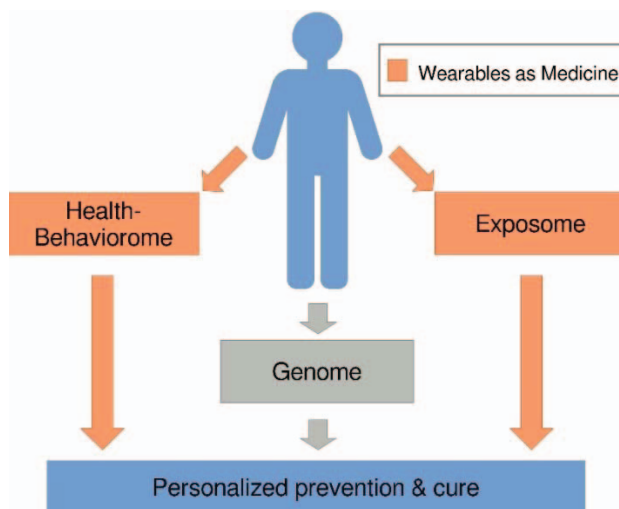 Wearables as Medicine
Health-
Behaviorome
Exposome
Genome
Personalized prevention & cure